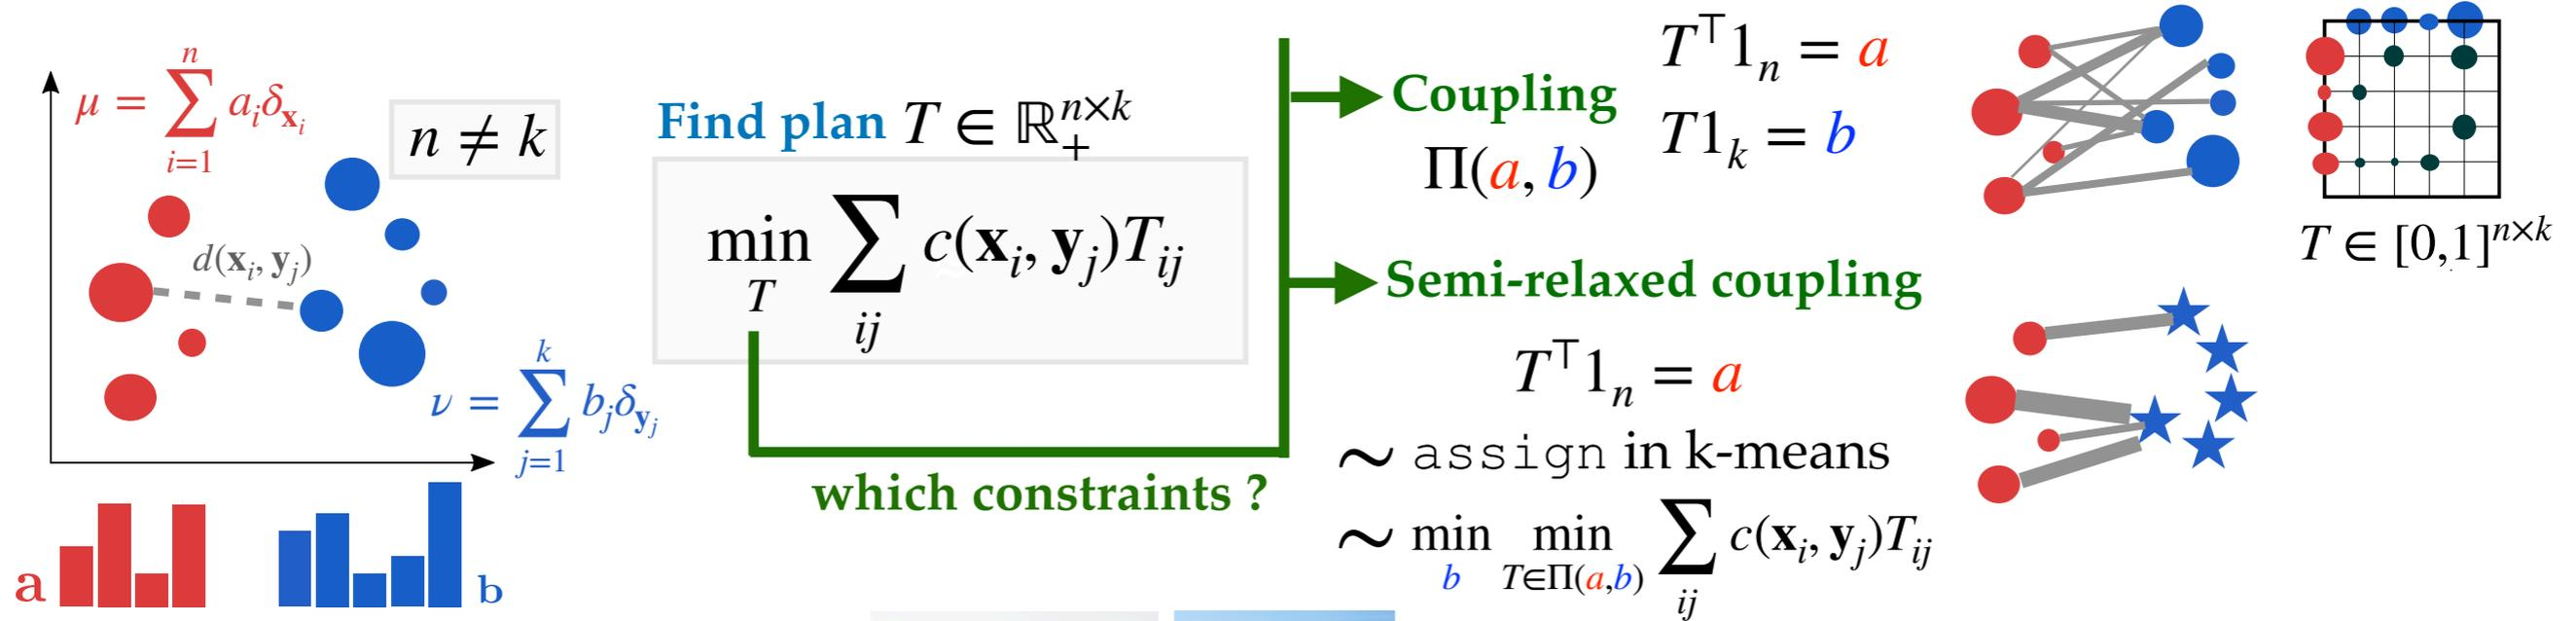 μ = ∑_{i=1}^{n} a_i δ_{x_i}
n ≠ k
d(x_i, y_j)
ν = ∑_{j=1}^{k} b_j δ_{y_j}
a
b
Find plan T ∈ ℝ_+^{n×k}
min_T ∑_{ij} c(x_i, y_j)T_{ij}
which constraints ?
Coupling
Π(a, b)
T^⊤1_n = a
T1_k = b
T ∈ [0,1]^{n×k}
Semi-relaxed coupling
T^⊤1_n = a
∼ assign in k-means
∼ min_b min_{T∈Π(a,b)} ∑_{ij} c(x_i, y_j)T_{ij}